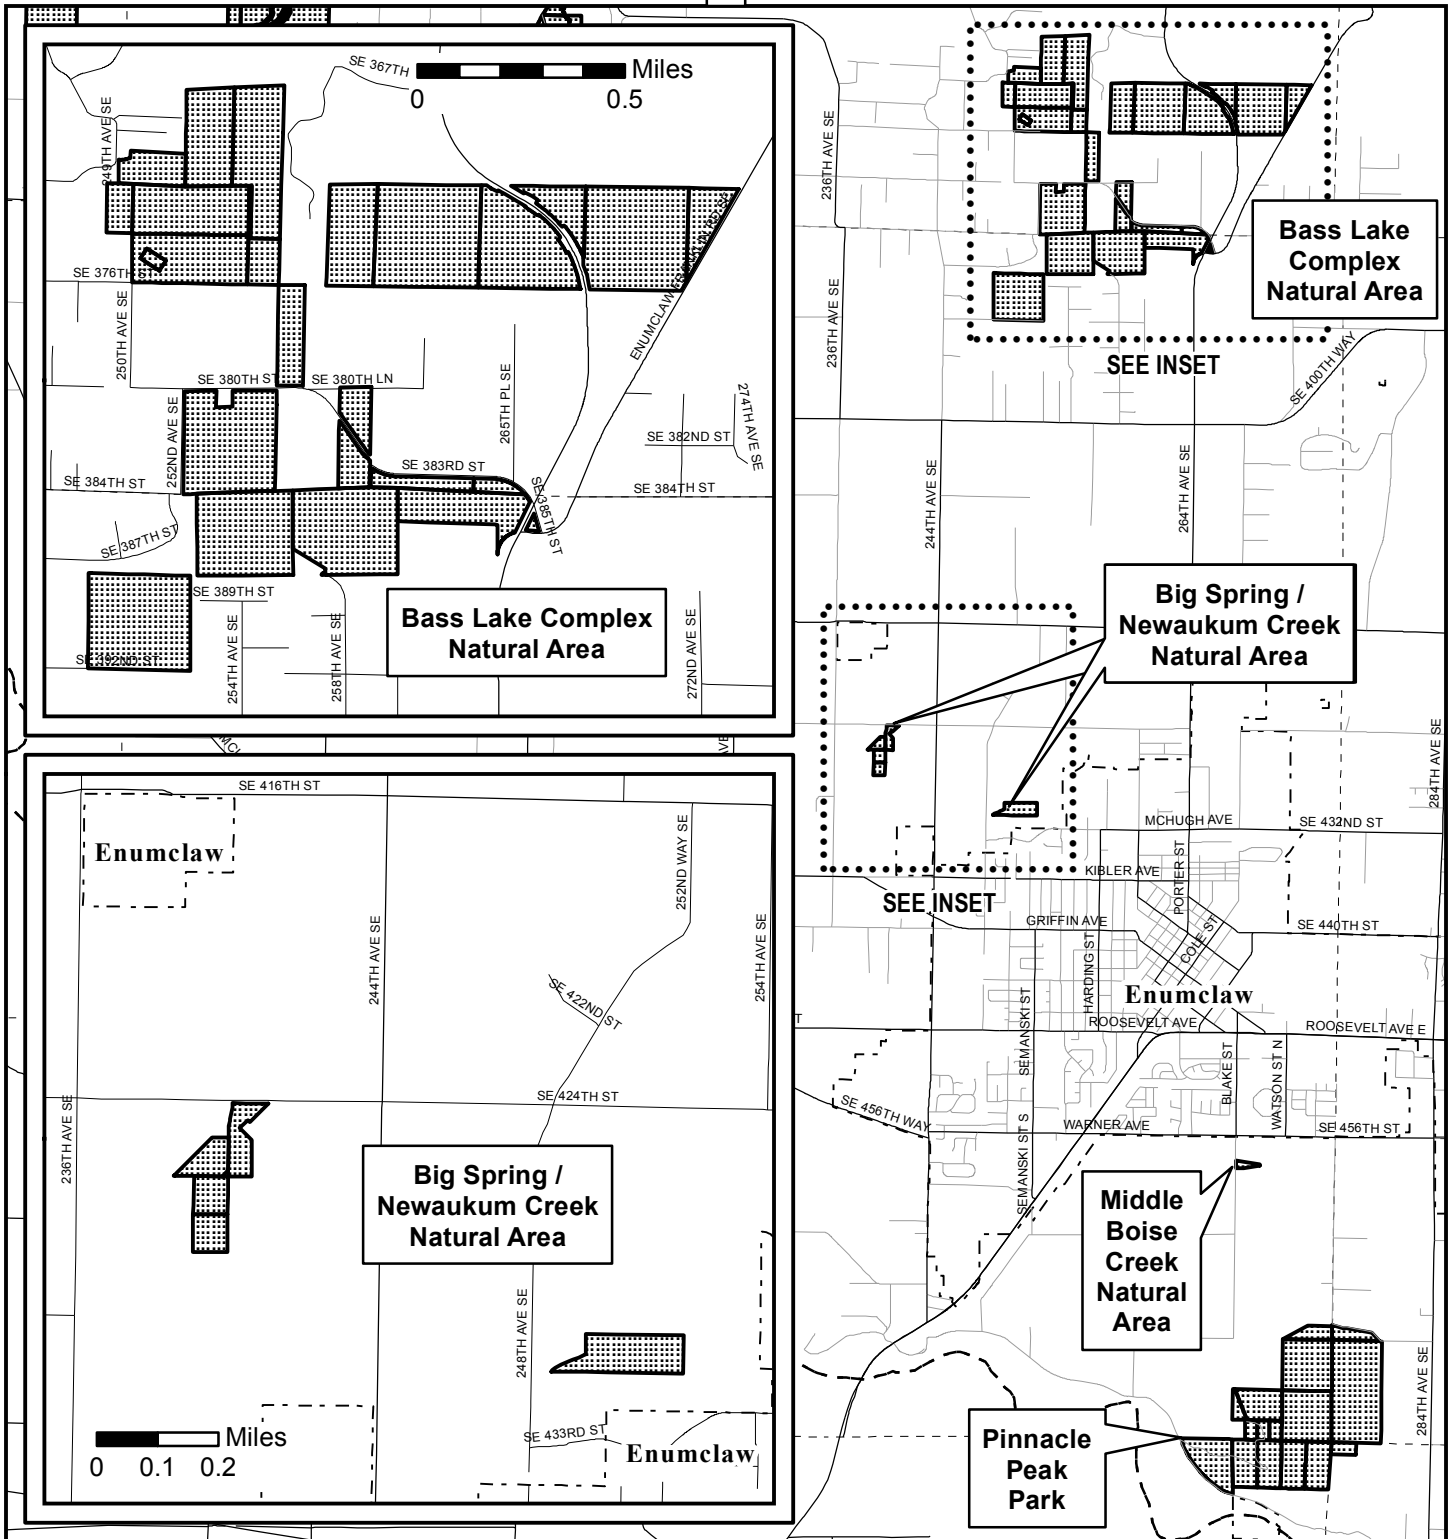 SE 367TH
Miles
0
0.5
249TH AVE SE
SE 376TH ST
250TH AVE SE
ENUMCLAW FRANKLIN RD SE
SE 380TH ST
SE 380TH LN
265TH PL SE
274TH AVE SE
252ND AVE SE
SE 382ND ST
SE 383RD ST
SE 384TH ST
SE 384TH ST
SE 385TH ST
SE 387TH ST
SE 389TH ST
SE 392ND ST
254TH AVE SE
258TH AVE SE
272ND AVE SE
Bass Lake Complex
Natural Area
236TH AVE SE
236TH AVE SE
Bass Lake
Complex
Natural Area
SEE INSET
SE 400TH WAY
244TH AVE SE
264TH AVE SE
Big Spring /
Newaukum Creek
Natural Area
284TH AVE SE
MCHUGH AVE
SE 432ND ST
KIBLER AVE
PORTER ST
SEE INSET
GRIFFIN AVE
COLE ST
SE 440TH ST
HARDING ST
Enumclaw
SEMANSKI ST
ROOSEVELT AVE
ROOSEVELT AVE E
BLAKE ST
WATSON ST N
SE 456TH WAY
WARNER AVE
SE 456TH ST
SEMANSKI ST S
Middle
Boise
Creek
Natural
Area
284TH AVE SE
Pinnacle
Peak
Park
AVE
SE 416TH ST
Enumclaw
252ND WAY SE
244TH AVE SE
254TH AVE SE
SE 422ND ST
SE 424TH ST
236TH AVE SE
Big Spring /
Newaukum Creek
Natural Area
248TH AVE SE
SE 433RD ST
Enumclaw
Miles
0
0.1
0.2
T